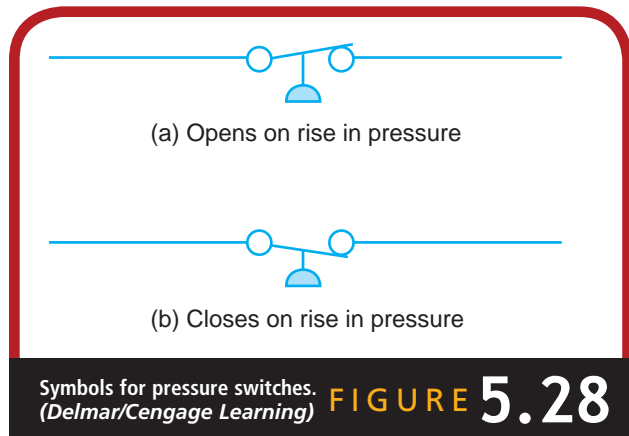 (a) Opens on rise in pressure
(b) Closes on rise in pressure
Symbols for pressure switches.
(Delmar/Cengage Learning) FIGURE 5.28